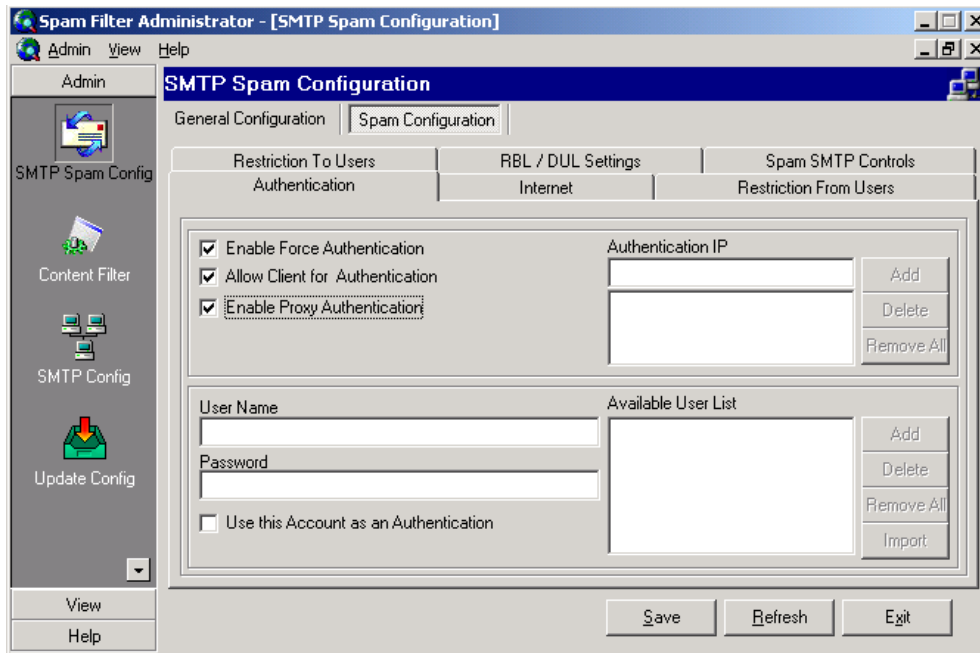 Spam Filter Administrator - [SMTP Spam Configuration]
Admin View Help
Admin
SMTP Spam Config
Content Filter
SMTP Config
Update Config
View
Help
SMTP Spam Configuration
General Configuration Spam Configuration
Restriction To Users RBL / DUL Settings Spam SMTP Controls
Authentication Internet Restriction From Users
Enable Force Authentication
Allow Client for Authentication
Enable Proxy Authentication
Authentication IP
Add
Delete
Remove All
User Name
Password
Use this Account as an Authentication
Available User List
Add
Delete
Remove All
Import
Save Refresh Exit